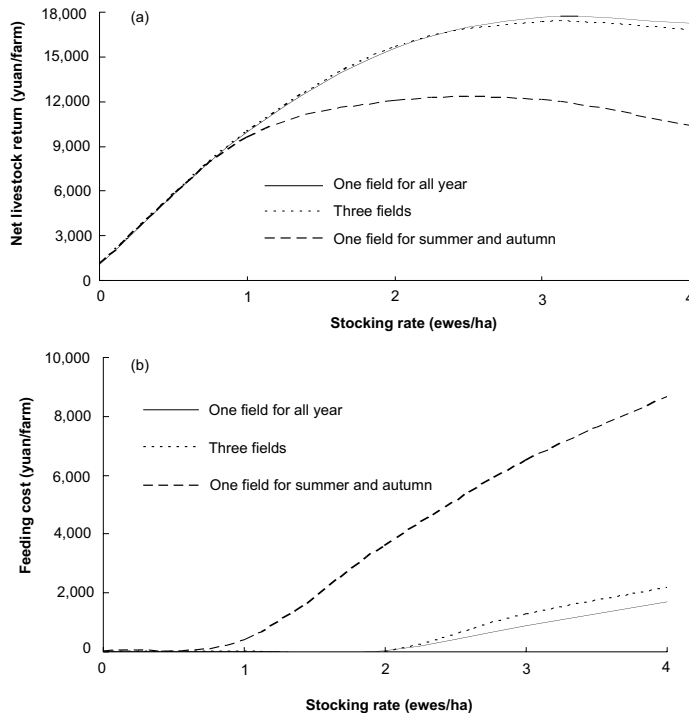 (a)
Net livestock return (yuan/farm)
18,000
15,000
12,000
9,000
6,000
3,000
0
One field for all year
Three fields
One field for summer and autumn
0 1 2 3 4
Stocking rate (ewes/ha)
(b)
Feeding cost (yuan/farm)
10,000
8,000
6,000
4,000
2,000
0
One field for all year
Three fields
One field for summer and autumn
0 1 2 3 4
Stocking rate (ewes/ha)